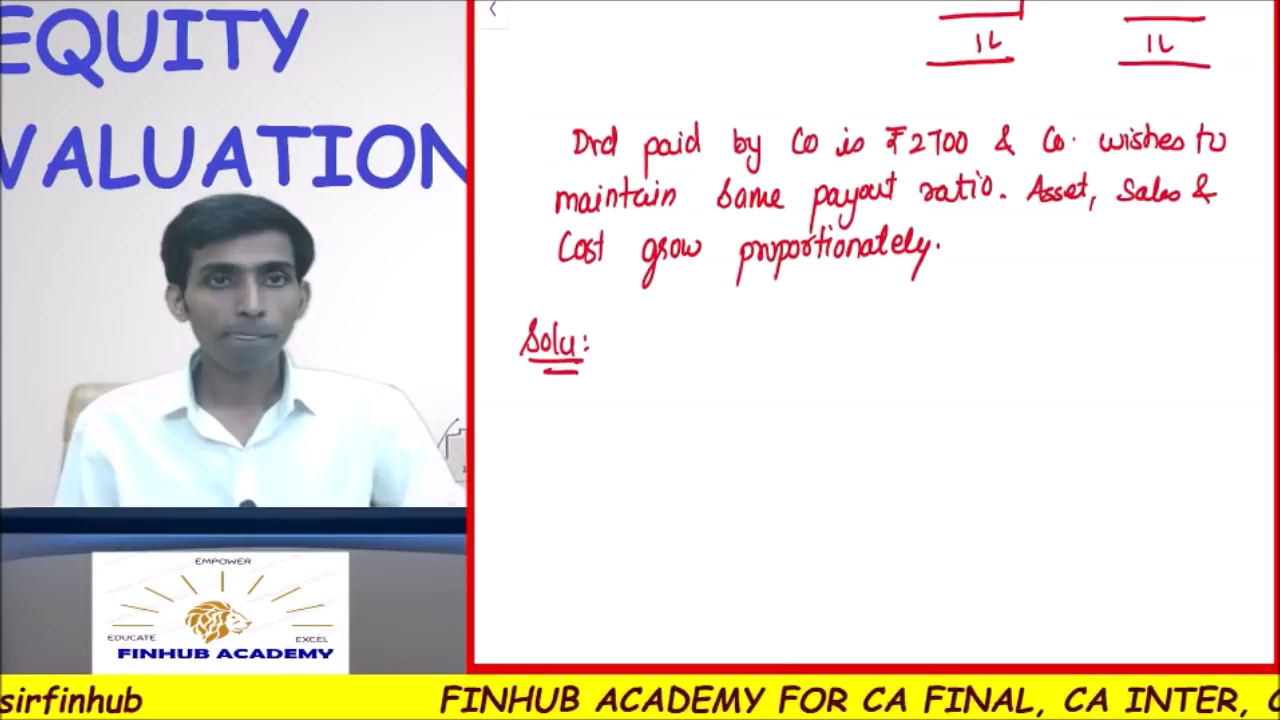 EQUITY
VALUATION
1L 1L
Dvd paid by Co is ₹2700 & Co. wishes to
maintain same payout ratio. Asset, Sales &
Cost grow proportionately.
Solu:
EMPOWER
EDUCATE EXCEL
FINHUB ACADEMY
sirfinhub FINHUB ACADEMY FOR CA FINAL, CA INTER,